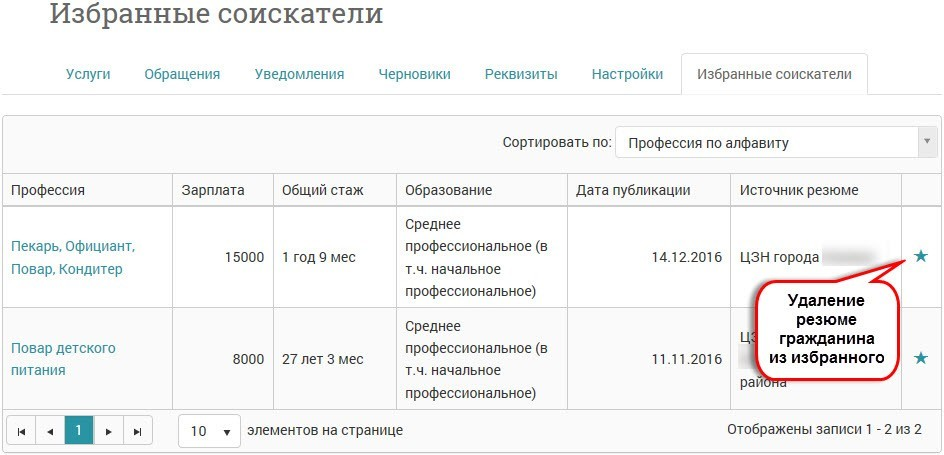 Избранные соискатели
Услуги Обращения Уведомления Черновики Реквизиты Настройки Избранные соискатели
Сортировать по: Профессия по алфавиту
Профессия Зарплата Общий стаж Образование Дата публикации Источник резюме
Пекарь, Официант,
Повар, Кондитер
15000
1 год 9 мес
Среднее
профессиональное (в
т.ч. начальное
профессиональное)
14.12.2016
ЦЗН города
Повар детского
питания
8000
27 лет 3 мес
Среднее
профессиональное (в
т.ч. начальное
профессиональное)
11.11.2016
района
Удаление
резюме
гражданина
из избранного
1 10 элементов на странице Отображены записи 1 - 2 из 2